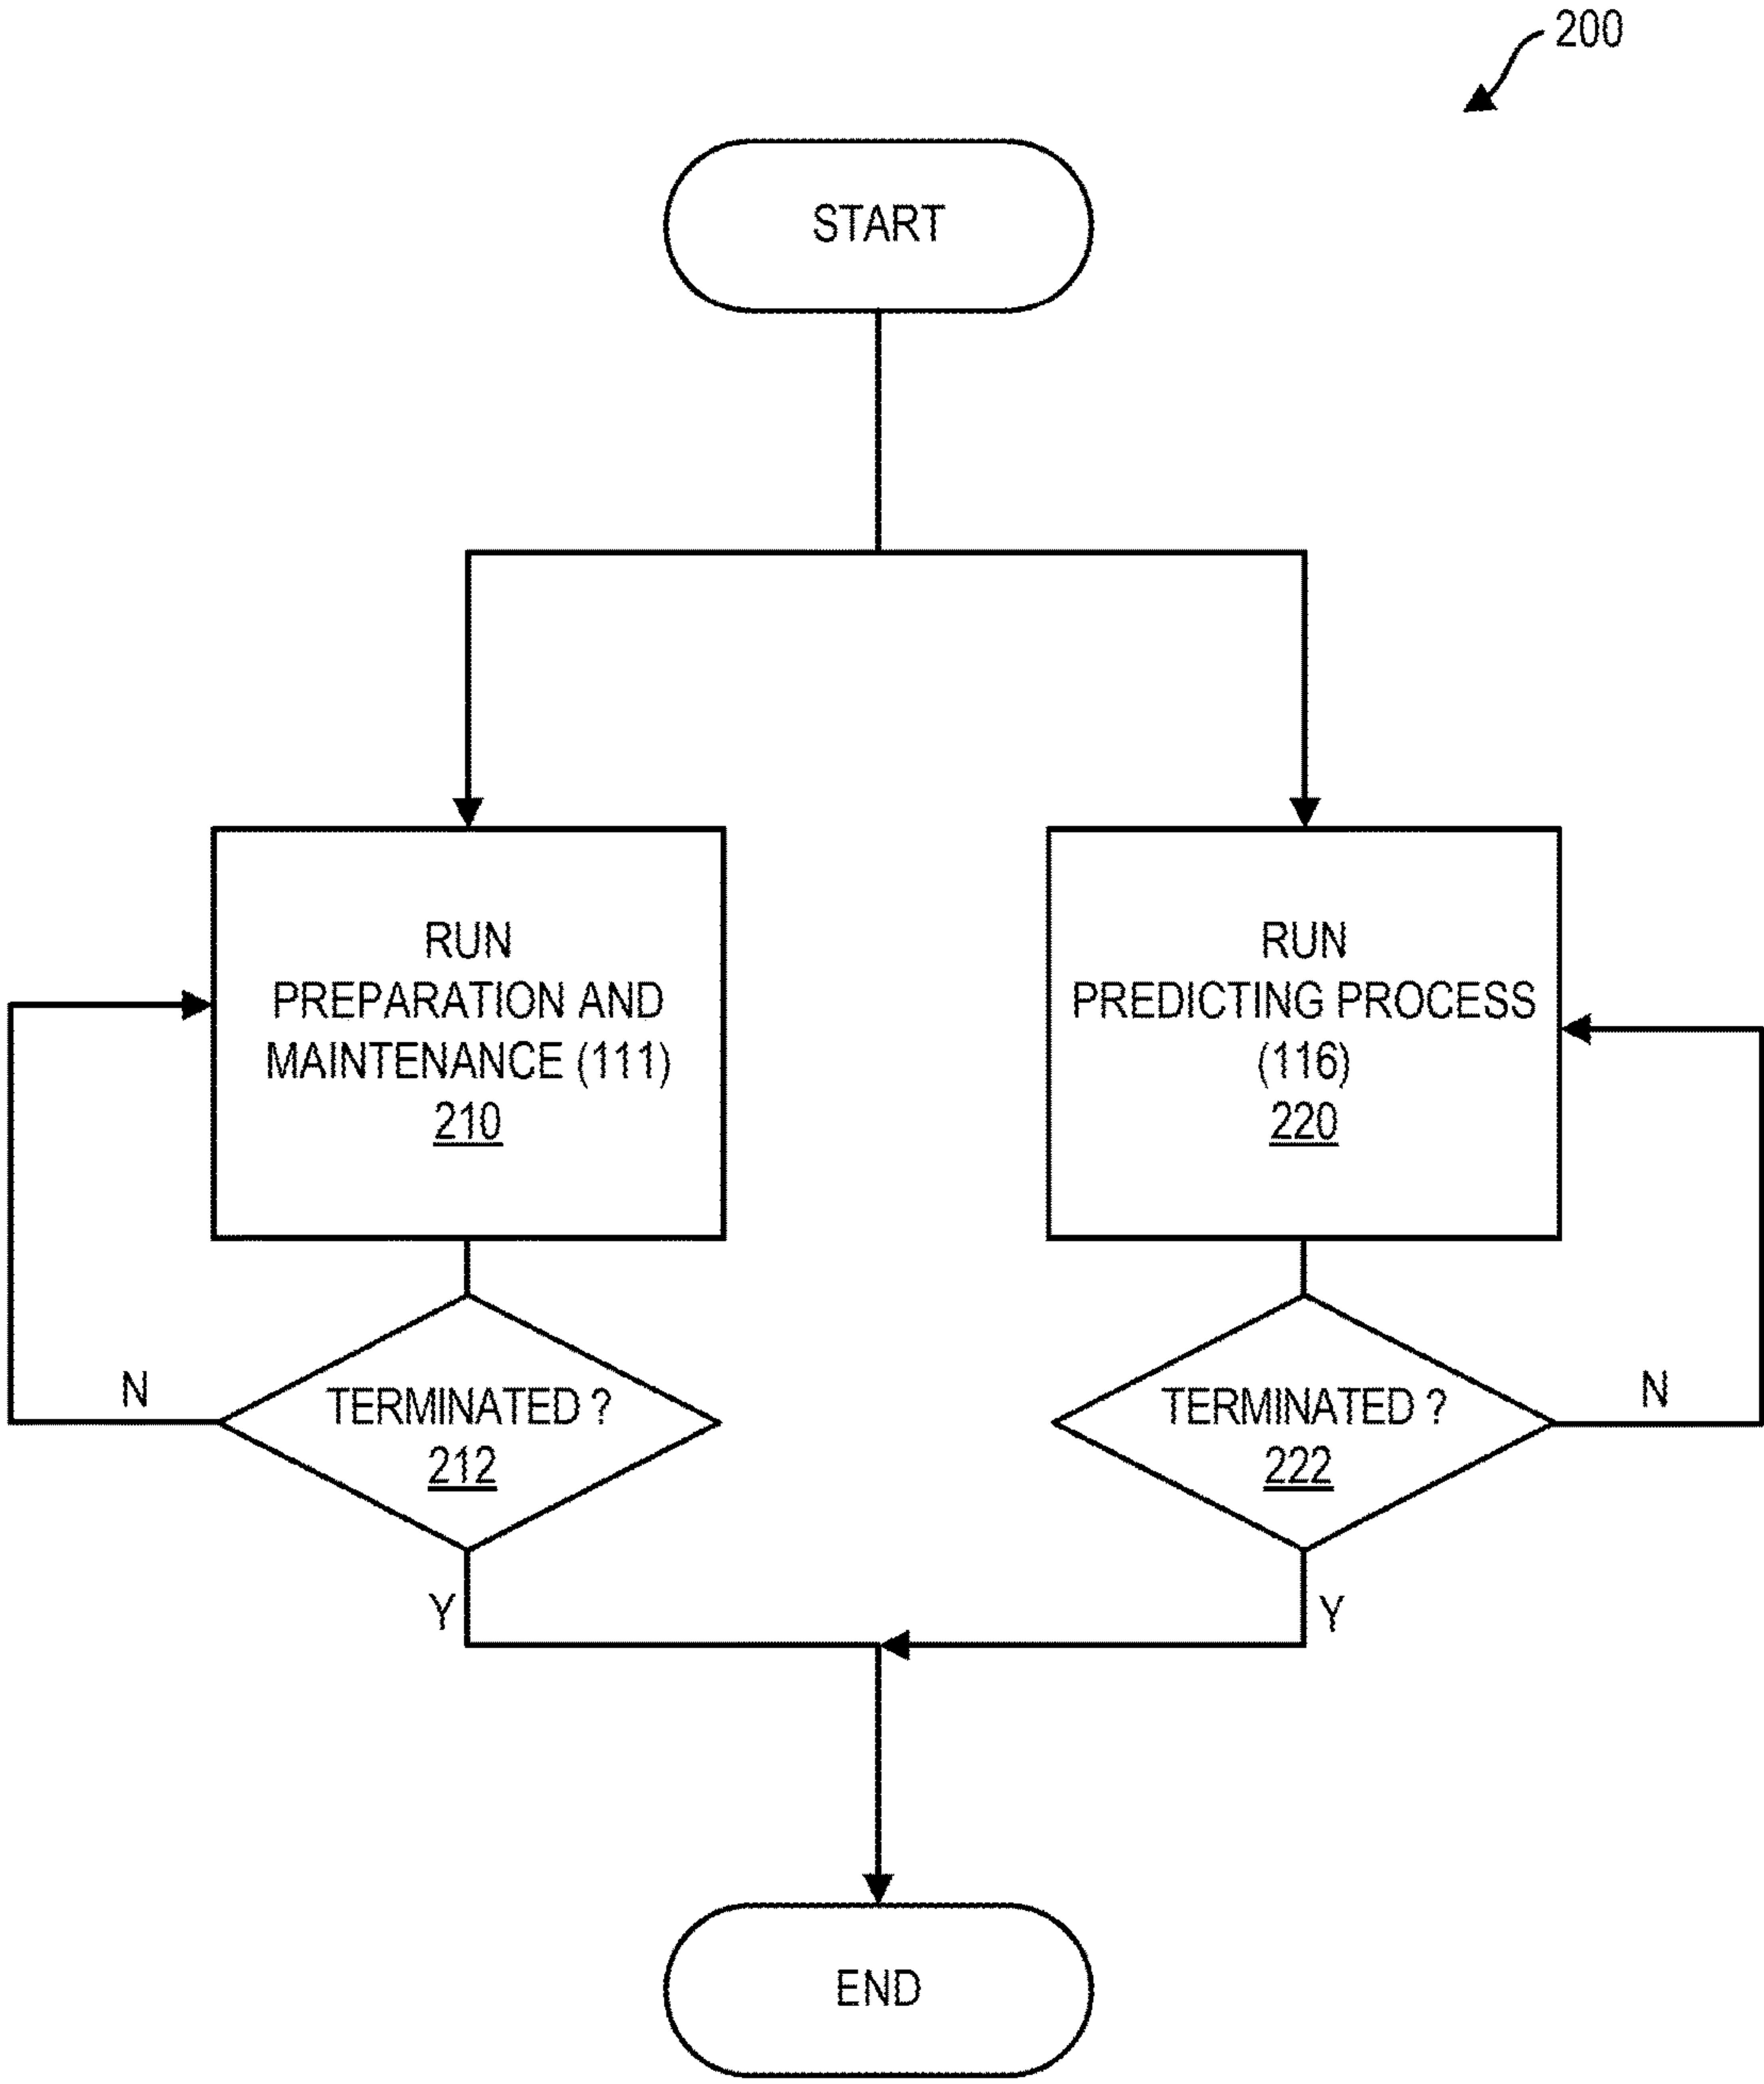 200
START
RUN
PREPARATION AND
MAINTENANCE (111)
210
RUN
PREDICTING PROCESS
(116)
220
N
TERMINATED ?
212
Y
TERMINATED ?
222
N
Y
END